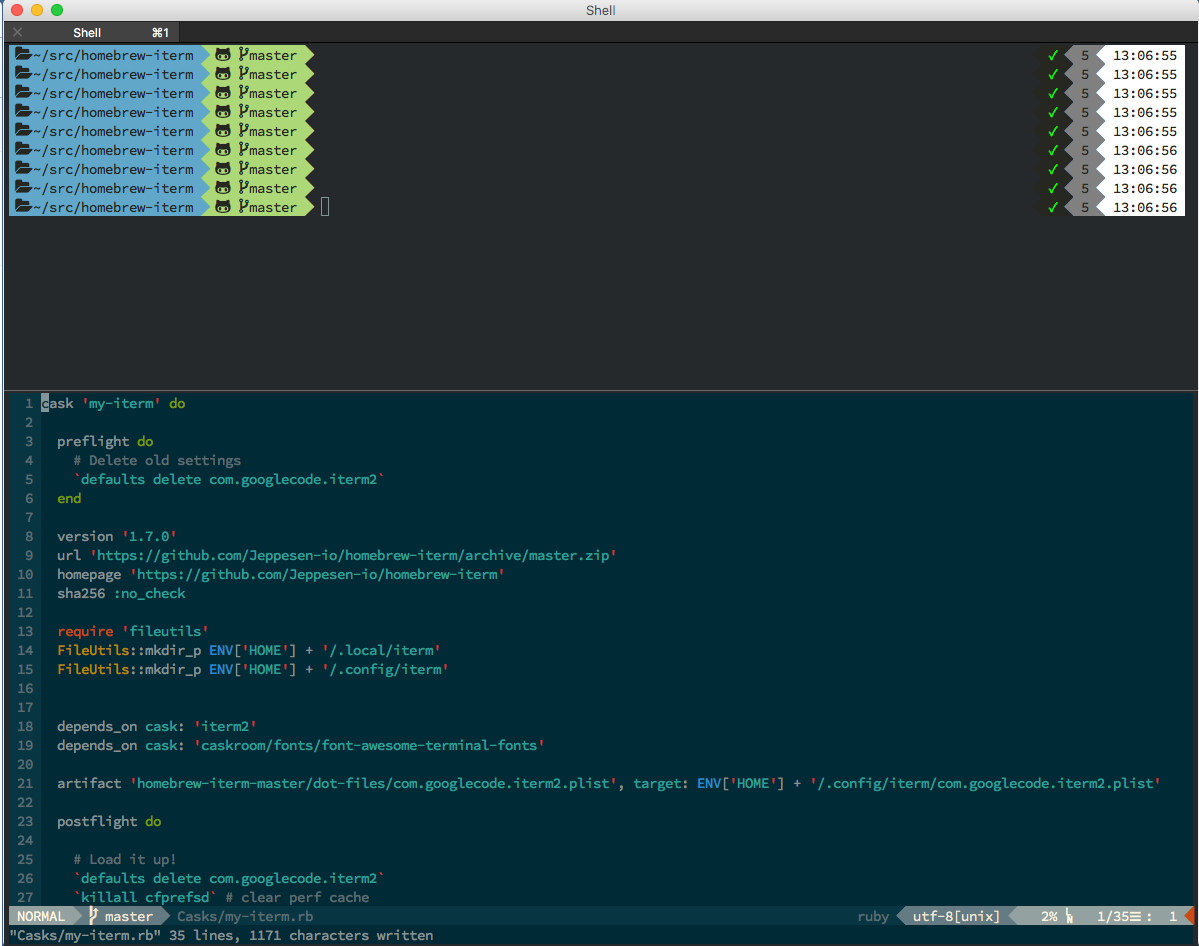 Shell
Shell ⌘1
~/src/homebrew-iterm master ✓ 5 13:06:55
~/src/homebrew-iterm master ✓ 5 13:06:55
~/src/homebrew-iterm master ✓ 5 13:06:55
~/src/homebrew-iterm master ✓ 5 13:06:55
~/src/homebrew-iterm master ✓ 5 13:06:55
~/src/homebrew-iterm master ✓ 5 13:06:56
~/src/homebrew-iterm master ✓ 5 13:06:56
~/src/homebrew-iterm master ✓ 5 13:06:56
~/src/homebrew-iterm master ✓ 5 13:06:56
1 cask 'my-iterm' do
2
3   preflight do
4     # Delete old settings
5     `defaults delete com.googlecode.iterm2`
6   end
7
8   version '1.7.0'
9   url 'https://github.com/Jeppesen-io/homebrew-iterm/archive/master.zip'
10   homepage 'https://github.com/Jeppesen-io/homebrew-iterm'
11   sha256 :no_check
12
13   require 'fileutils'
14   FileUtils::mkdir_p ENV['HOME'] + '/.local/iterm'
15   FileUtils::mkdir_p ENV['HOME'] + '/.config/iterm'
16
17
18   depends_on cask: 'iterm2'
19   depends_on cask: 'caskroom/fonts/font-awesome-terminal-fonts'
20
21   artifact 'homebrew-iterm-master/dot-files/com.googlecode.iterm2.plist', target: ENV['HOME'] + '/.config/iterm/com.googlecode.iterm2.plist'
22
23   postflight do
24
25     # Load it up!
26     `defaults delete com.googlecode.iterm2`
27     `killall cfprefsd` # clear perf cache
NORMAL master Casks/my-iterm.rb ruby utf-8[unix] 2% 1/35☰ : 1
"Casks/my-iterm.rb" 35 lines, 1171 characters written